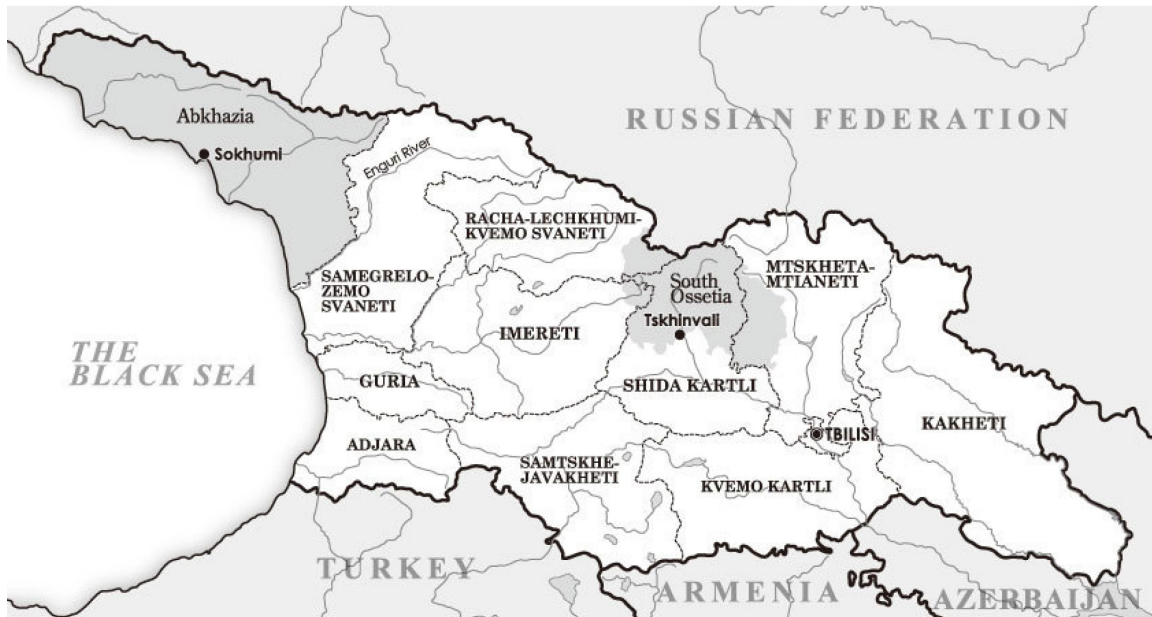 RUSSIAN FEDERATION
Abkhazia
Sokhumi
Enguri River
RACHA-LECHKHUMI-
KVEMO SVANETI
MTSKHETA-
MTIANETI
SAMEGRELO-
ZEMO
SVANETI
South
Ossetia
Tskhinvali
IMERETI
THE
BLACK SEA
GURIA
SHIDA KARTLI
KAKHETI
TBILISI
ADJARA
SAMTSKHE-
JAVAKHETI
KVEMO KARTLI
TURKEY
ARMENIA
AZERBAIJAN